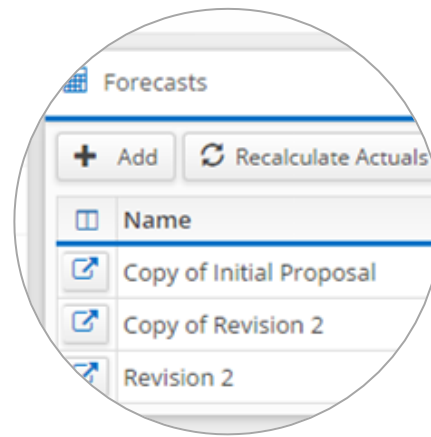 Forecasts
Add Recalculate Actuals
Name
Copy of Initial Proposal
Copy of Revision 2
Revision 2